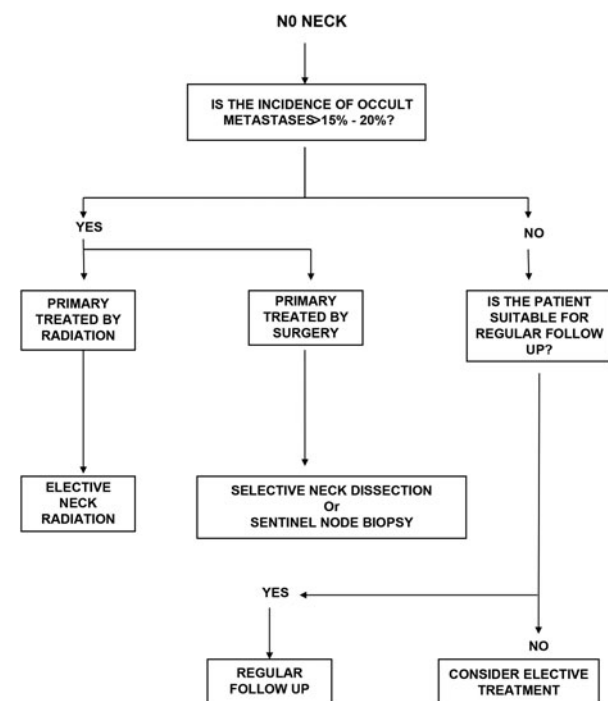 N0 NECK
IS THE INCIDENCE OF OCCULT
METASTASES>15% - 20%?
YES
NO
PRIMARY
TREATED BY
RADIATION
PRIMARY
TREATED BY
SURGERY
IS THE PATIENT
SUITABLE FOR
REGULAR FOLLOW
UP?
ELECTIVE
NECK
RADIATION
SELECTIVE NECK DISSECTION
Or
SENTINEL NODE BIOPSY
YES
NO
REGULAR
FOLLOW UP
CONSIDER ELECTIVE
TREATMENT